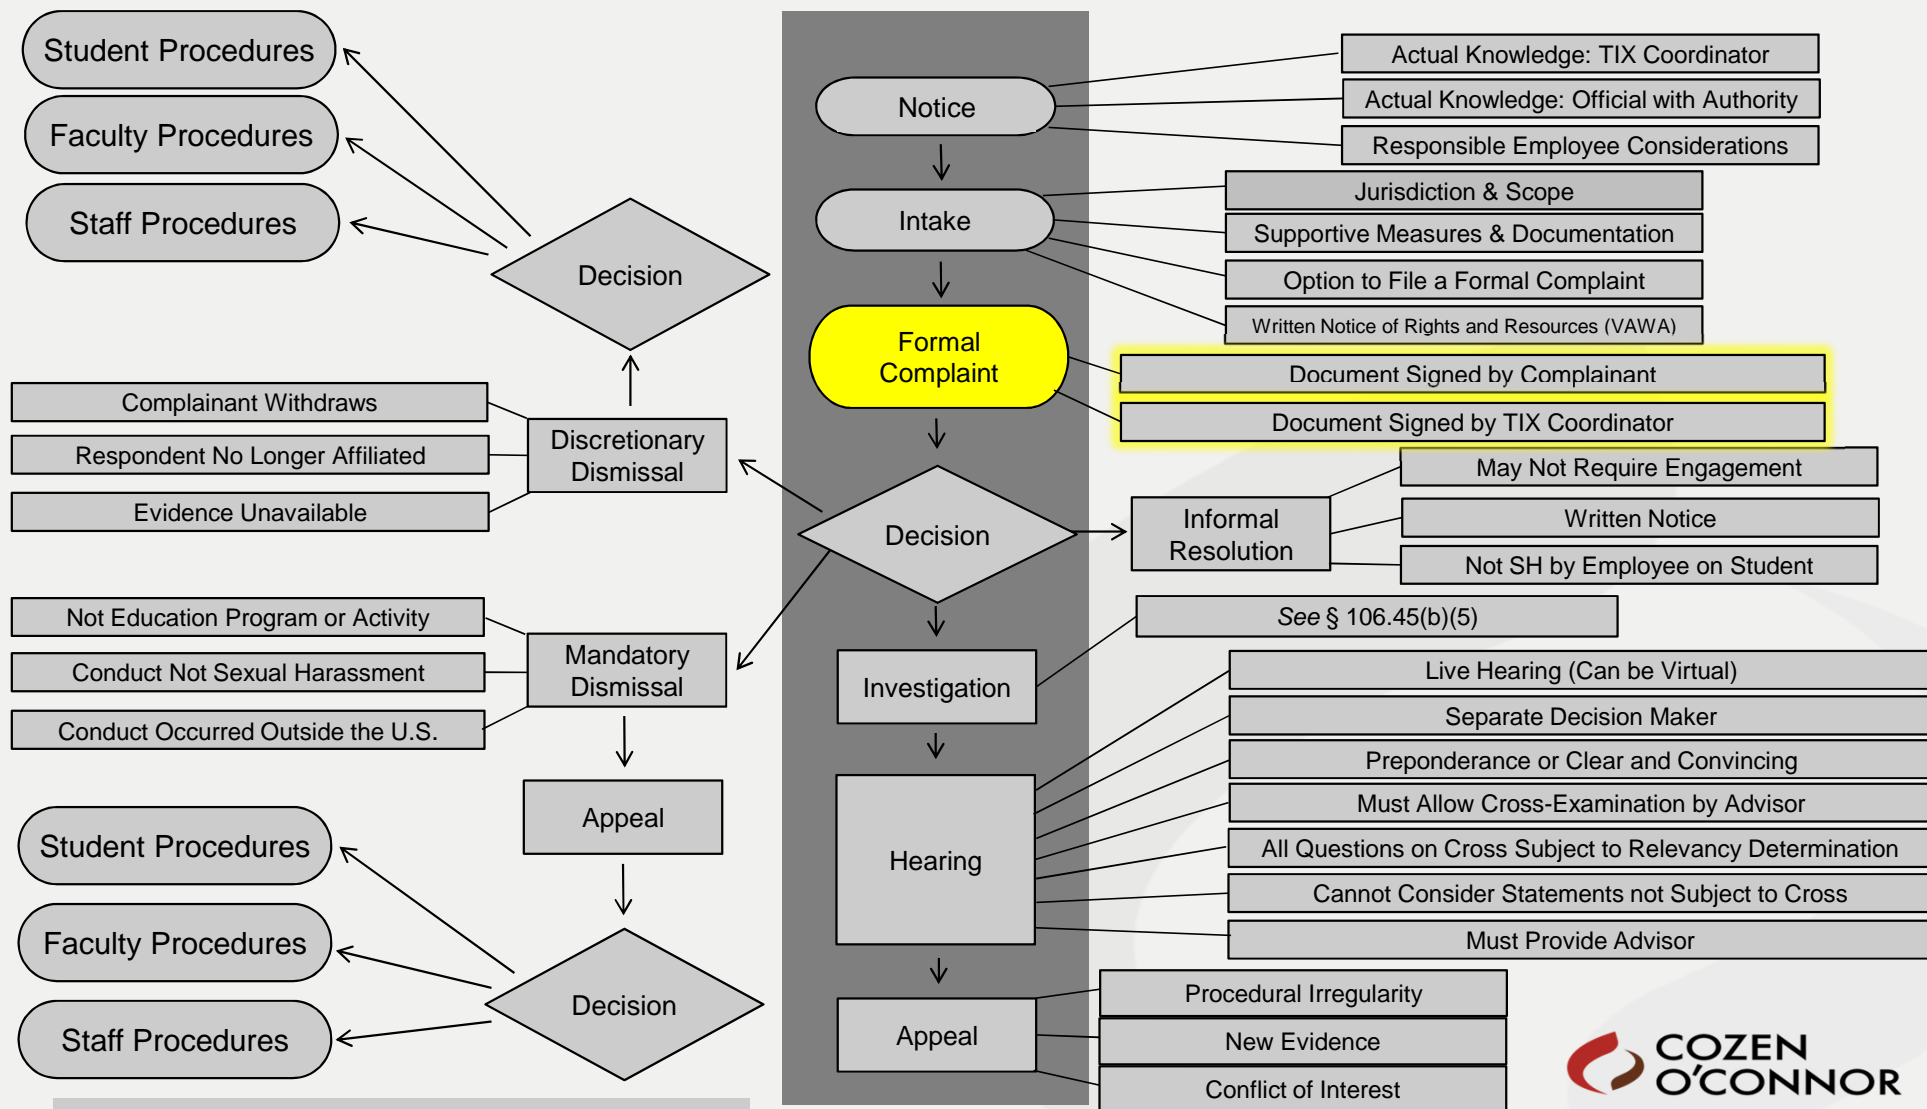 Student Procedures
Faculty Procedures
Staff Procedures
Decision
Complainant Withdraws
Respondent No Longer Affiliated
Evidence Unavailable
Discretionary
Dismissal
Not Education Program or Activity
Conduct Not Sexual Harassment
Conduct Occurred Outside the U.S.
Mandatory
Dismissal
Appeal
Student Procedures
Faculty Procedures
Staff Procedures
Decision
Notice
Actual Knowledge: TIX Coordinator
Actual Knowledge: Official with Authority
Responsible Employee Considerations
Intake
Jurisdiction & Scope
Supportive Measures & Documentation
Option to File a Formal Complaint
Written Notice of Rights and Resources (VAWA)
Formal
Complaint
Document Signed by Complainant
Document Signed by TIX Coordinator
Decision
Informal
Resolution
May Not Require Engagement
Written Notice
Not SH by Employee on Student
Investigation
See § 106.45(b)(5)
Hearing
Live Hearing (Can be Virtual)
Separate Decision Maker
Preponderance or Clear and Convincing
Must Allow Cross-Examination by Advisor
All Questions on Cross Subject to Relevancy Determination
Cannot Consider Statements not Subject to Cross
Must Provide Advisor
Appeal
Procedural Irregularity
New Evidence
Conflict of Interest
COZEN
O'CONNOR